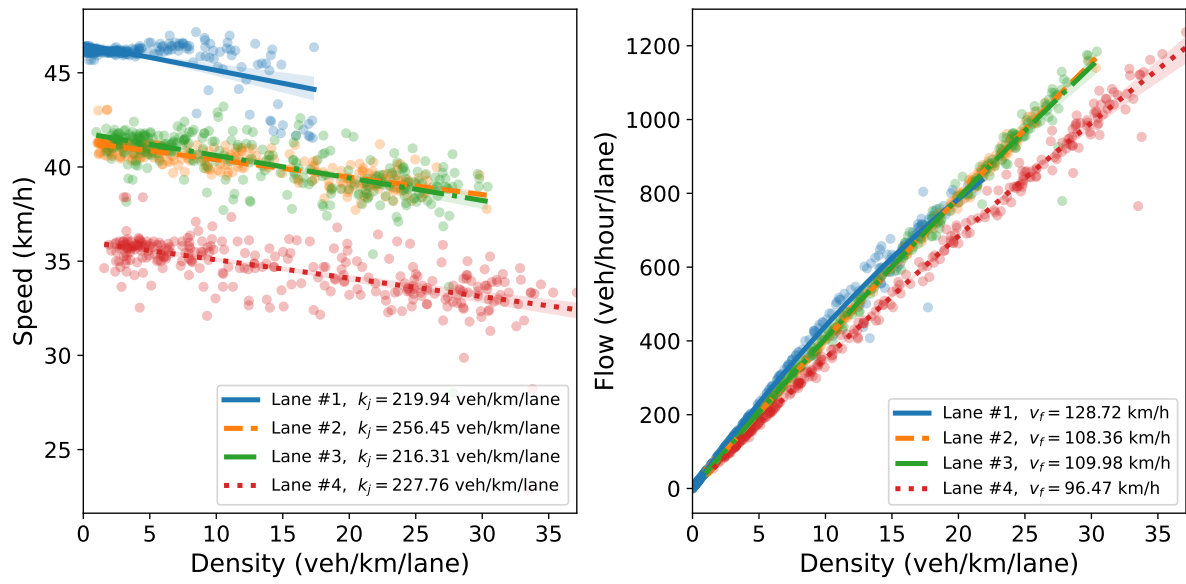 Speed (km/h)
45
40
35
30
25
0 5 10 15 20 25 30 35
Density (veh/km/lane)
Lane #1, k_j = 219.94 veh/km/lane
Lane #2, k_j = 256.45 veh/km/lane
Lane #3, k_j = 216.31 veh/km/lane
Lane #4, k_j = 227.76 veh/km/lane
Flow (veh/hour/lane)
1200
1000
800
600
400
200
0
0 5 10 15 20 25 30 35
Density (veh/km/lane)
Lane #1, v_f = 128.72 km/h
Lane #2, v_f = 108.36 km/h
Lane #3, v_f = 109.98 km/h
Lane #4, v_f = 96.47 km/h